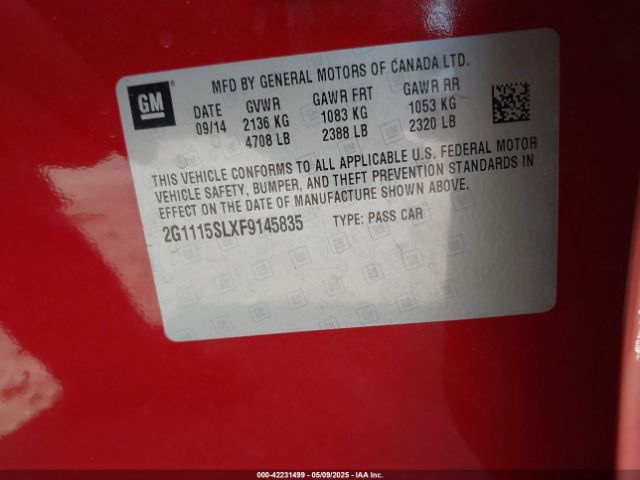 MFD BY GENERAL MOTORS OF CANADA LTD.
GM
DATE GVWR GAWR FRT GAWR RR
09/14 2136 KG 1083 KG 1053 KG
4708 LB 2388 LB 2320 LB
THIS VEHICLE CONFORMS TO ALL APPLICABLE U.S. FEDERAL MOTOR
VEHICLE SAFETY, BUMPER, AND THEFT PREVENTION STANDARDS IN
EFFECT ON THE DATE OF MANUFACTURE SHOWN ABOVE.
2G1115SLXF9145835 TYPE: PASS CAR
000-42231499 - 05/09/2025 - IAA Inc.